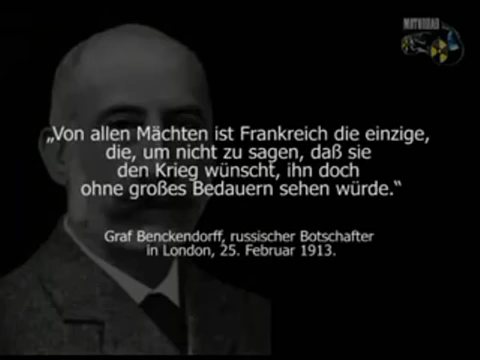 „Von allen Mächten ist Frankreich die einzige,
die, um nicht zu sagen, daß sie
den Krieg wünscht, ihn doch
ohne großes Bedauern sehen würde.“
Graf Benckendorff, russischer Botschafter
in London, 25. Februar 1913.